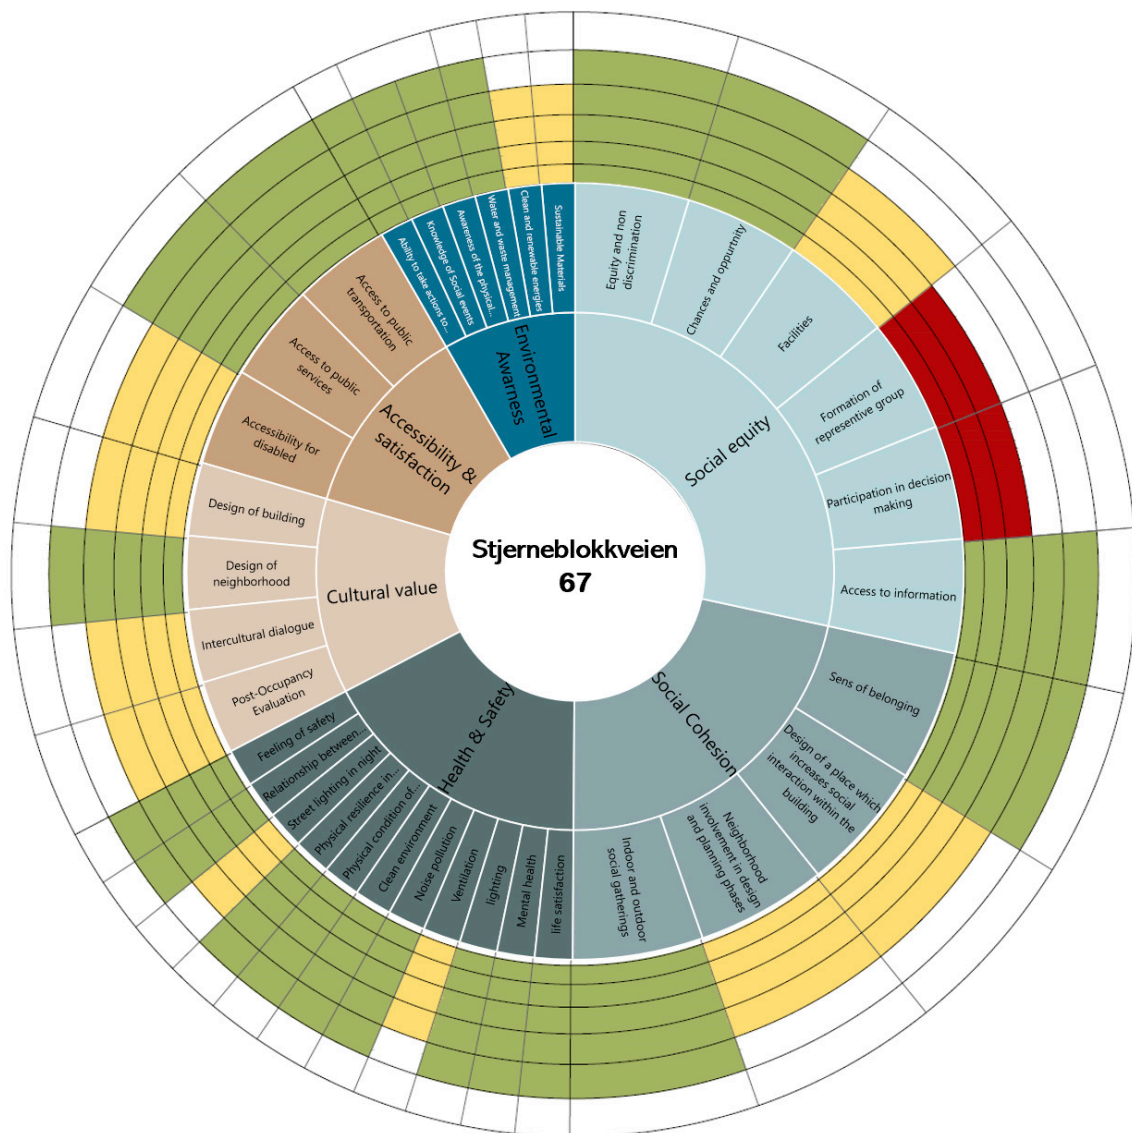 Stjerneblokkveien
67
Social equity
Equity and non
discrimination
Chances and oppurtnity
Facilities
Formation of
representive group
Participation in decision
making
Access to information
Social Cohesion
Sens of belonging
Design of a place which
increases social
interaction within the
building
Neighborhood
involvement in design
and planning phases
Indoor and outdoor
social gatherings
Health & Safety
life satisfaction
Mental health
lighting
Ventilation
Noise pollution
Clean environment
Physical condition of...
Physical resilience in...
Street lighting in night
Relationship between...
Feeling of safety
Cultural value
Post-Occupancy
Evaluation
Intercultural dialogue
Design of
neighborhood
Design of building
Accessibility &
satisfaction
Accessibility for
disabled
Access to public
services
Access to public
transportation
Environmental
Awarness
Ability to take actions to...
Knowledge of Social events
Awareness of the physical...
Water and waste management
Clean and renewable energies
Sustainable Materials